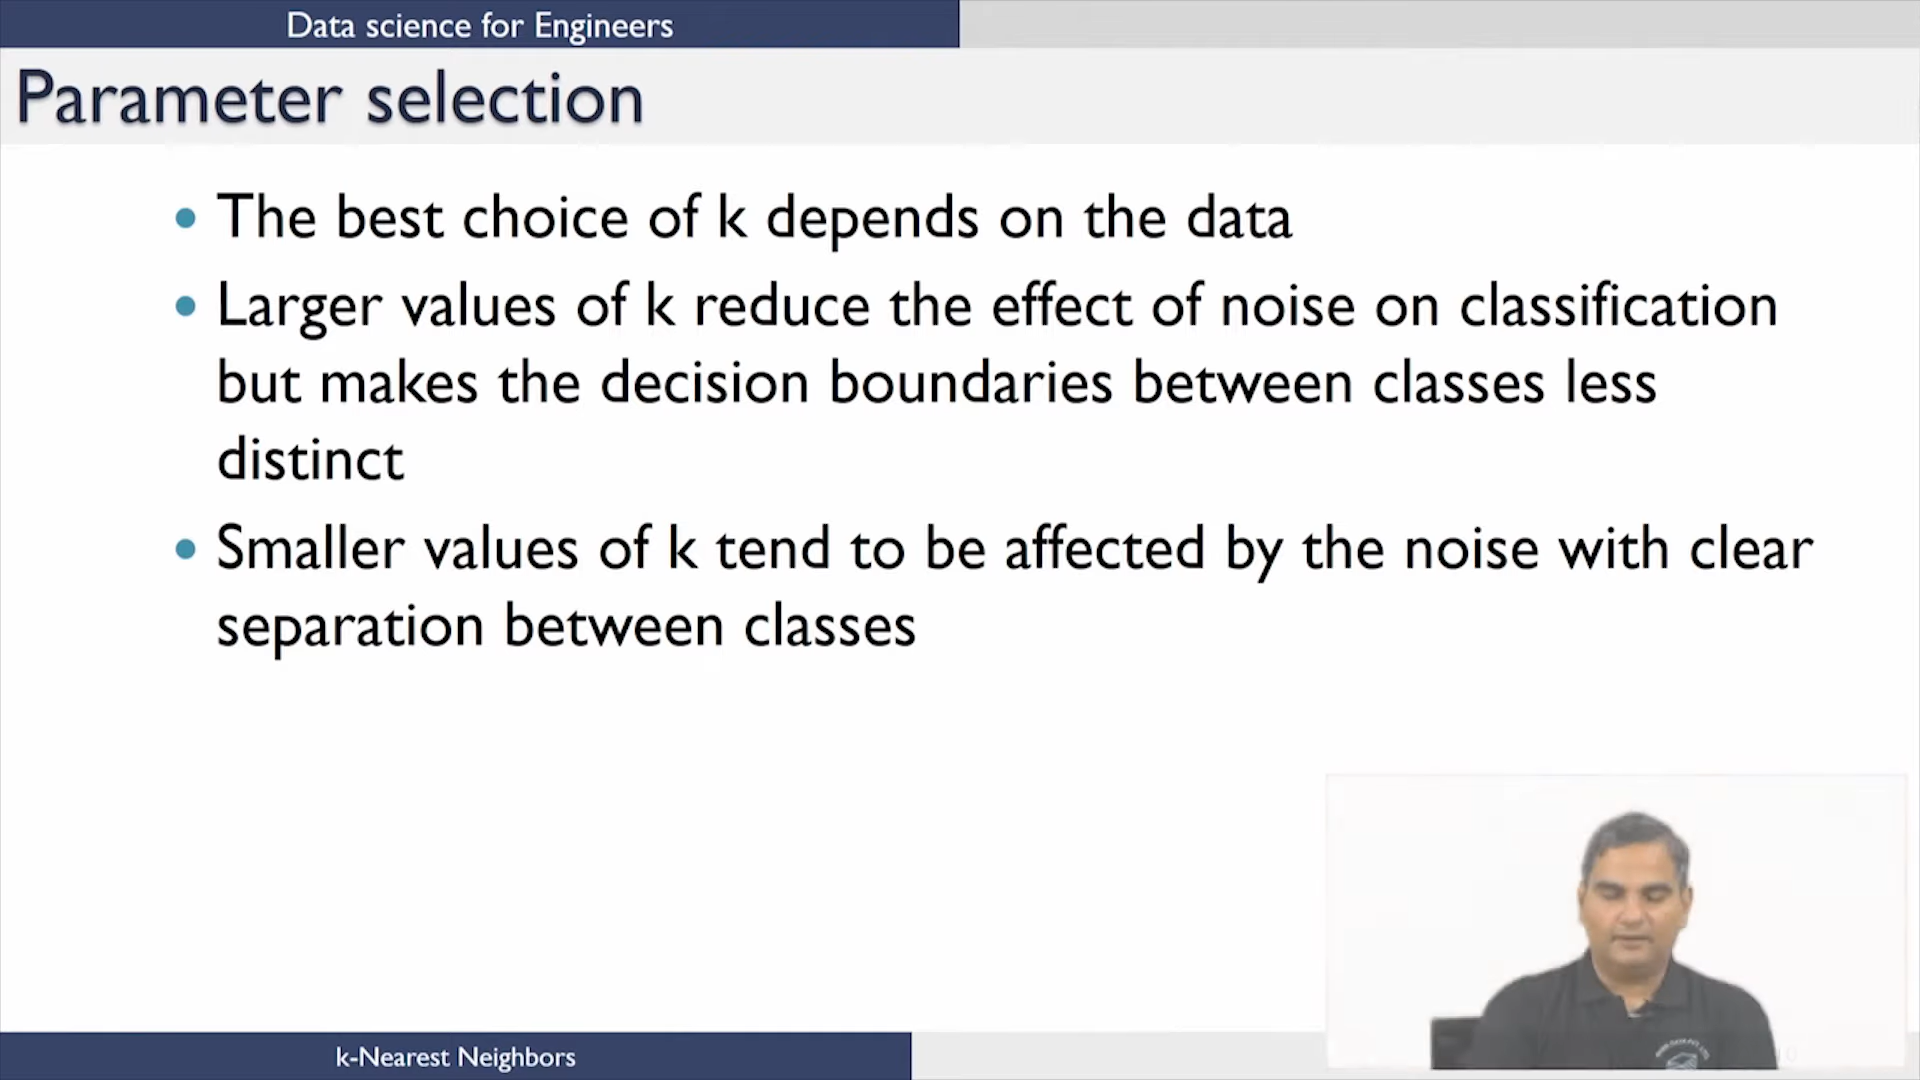 Data science for Engineers
Parameter selection
• The best choice of k depends on the data
• Larger values of k reduce the effect of noise on classification
but makes the decision boundaries between classes less
distinct
• Smaller values of k tend to be affected by the noise with clear
separation between classes
k-Nearest Neighbors